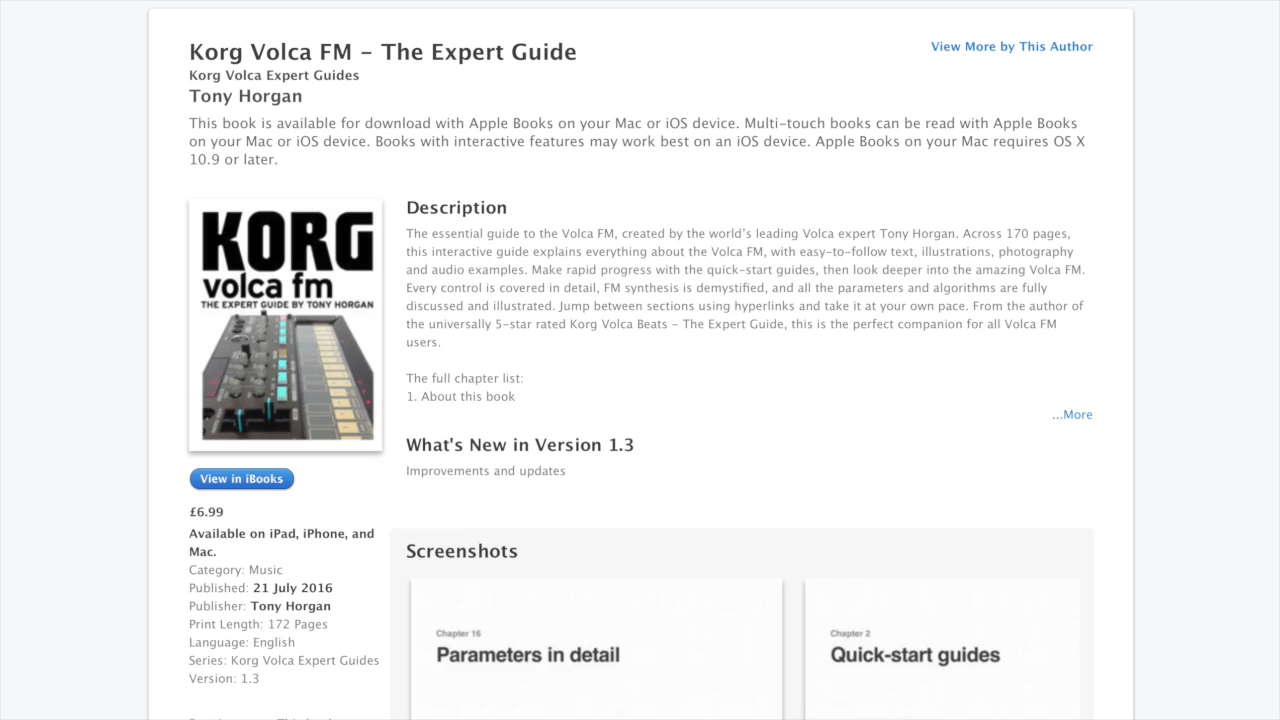 Korg Volca FM – The Expert Guide
View More by This Author
Korg Volca Expert Guides
Tony Horgan
This book is available for download with Apple Books on your Mac or iOS device. Multi-touch books can be read with Apple Books
on your Mac or iOS device. Books with interactive features may work best on an iOS device. Apple Books on your Mac requires OS X
10.9 or later.
KORG
volca fm
THE EXPERT GUIDE BY TONY HORGAN
View in iBooks
£6.99
Available on iPad, iPhone, and
Mac.
Category: Music
Published: 21 July 2016
Publisher: Tony Horgan
Print Length: 172 Pages
Language: English
Series: Korg Volca Expert Guides
Version: 1.3
Description
The essential guide to the Volca FM, created by the world’s leading Volca expert Tony Horgan. Across 170 pages,
this interactive guide explains everything about the Volca FM, with easy-to-follow text, illustrations, photography
and audio examples. Make rapid progress with the quick-start guides, then look deeper into the amazing Volca FM.
Every control is covered in detail, FM synthesis is demystified, and all the parameters and algorithms are fully
discussed and illustrated. Jump between sections using hyperlinks and take it at your own pace. From the author of
the universally 5-star rated Korg Volca Beats – The Expert Guide, this is the perfect companion for all Volca FM
users.
The full chapter list:
1. About this book
...More
What's New in Version 1.3
Improvements and updates
Screenshots
Chapter 16
Parameters in detail
Chapter 2
Quick-start guides